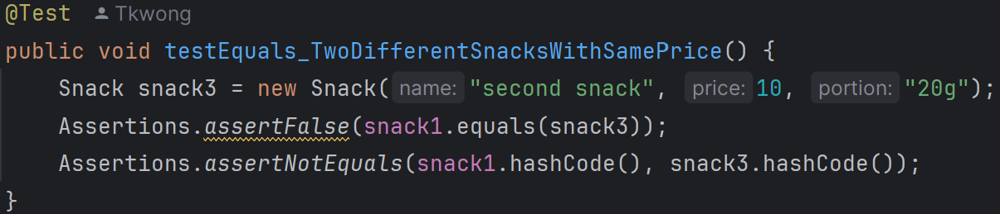 @Test Tkwong
public void testEquals_TwoDifferentSnacksWithSamePrice() {
Snack snack3 = new Snack( name: "second snack", price: 10, portion: "20g");
Assertions.assertFalse(snack1.equals(snack3));
Assertions.assertNotEquals(snack1.hashCode(), snack3.hashCode());
}